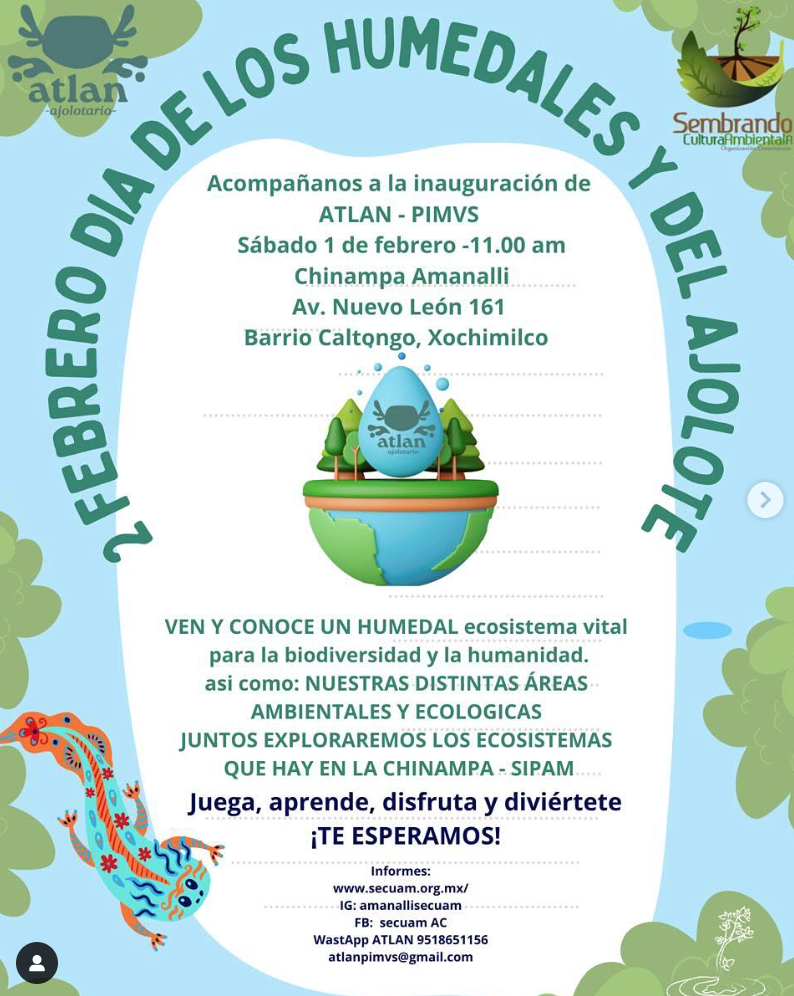 atlan
-ajolotario-
Sembrando
CulturaAmbientalA
2 FEBRERO DIA DE LOS HUMEDALES Y DEL AJOLOTE
Acompañanos a la inauguración de
ATLAN - PIMVS
Sábado 1 de febrero -11.00 am
Chinampa Amanalli
Av. Nuevo León 161
Barrio Caltongo, Xochimilco
atlan
-ajolotario-
VEN Y CONOCE UN HUMEDAL ecosistema vital
para la biodiversidad y la humanidad.
asi como: NUESTRAS DISTINTAS ÁREAS
AMBIENTALES Y ECOLOGICAS
JUNTOS EXPLORAREMOS LOS ECOSISTEMAS
QUE HAY EN LA CHINAMPA - SIPAM
Juega, aprende, disfruta y diviértete
¡TE ESPERAMOS!
Informes:
www.secuam.org.mx/
IG: amanallisecuam
FB: secuam AC
WastApp ATLAN 9518651156
atlanpimvs@gmail.com